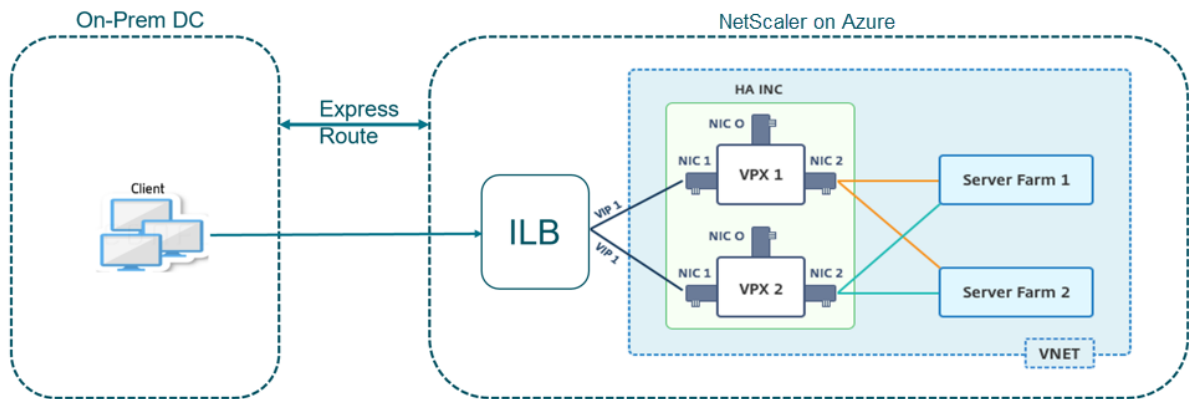 On-Prem DC
NetScaler on Azure
Express
Route
Client
ILB
VIP 1
VIP 1
HA INC
NIC O
NIC 1
VPX 1
NIC 2
NIC O
NIC 1
VPX 2
NIC 2
Server Farm 1
Server Farm 2
VNET